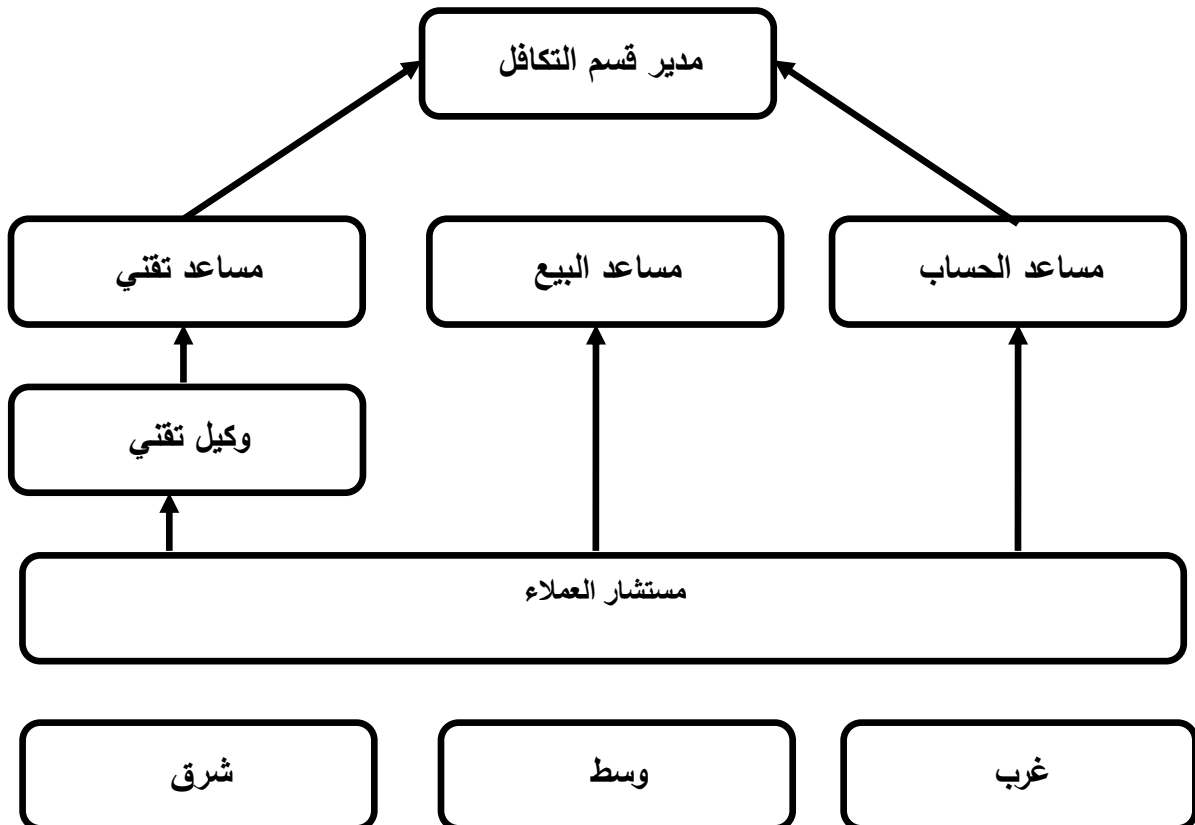 مدير قسم التكافل
مساعد الحساب
مساعد البيع
مساعد تقني
وكيل تقني
مستشار العملاء
غرب
وسط
شرق